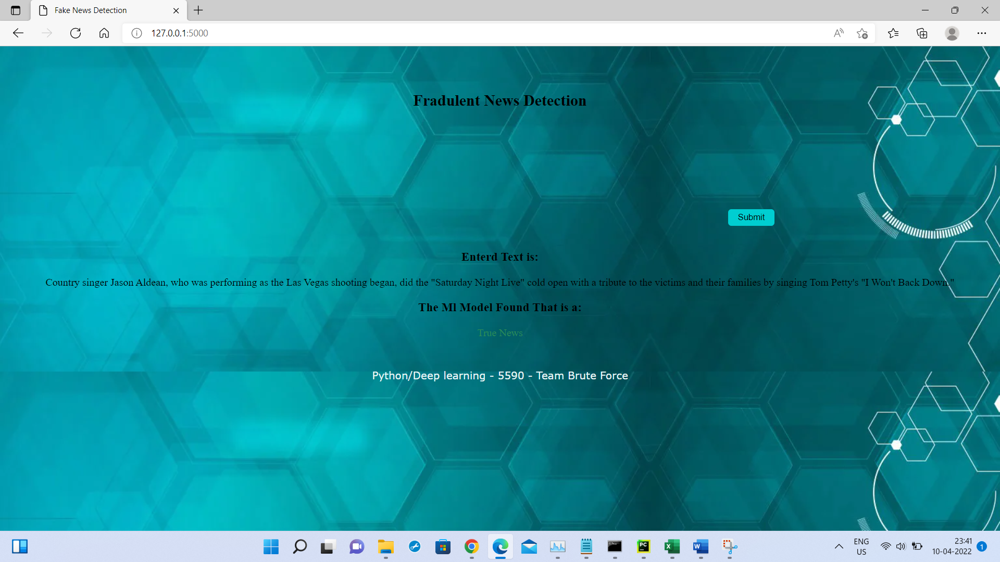 Fake News Detection
127.0.0.1:5000
Fradulent News Detection
Submit
Enterd Text is:
Country singer Jason Aldean, who was performing as the Las Vegas shooting began, did the "Saturday Night Live" cold open with a tribute to the victims and their families by singing Tom Petty's "I Won't Back Down."
The Ml Model Found That is a:
True News
Python/Deep learning - 5590 - Team Brute Force
ENG
US
23:41
10-04-2022
1